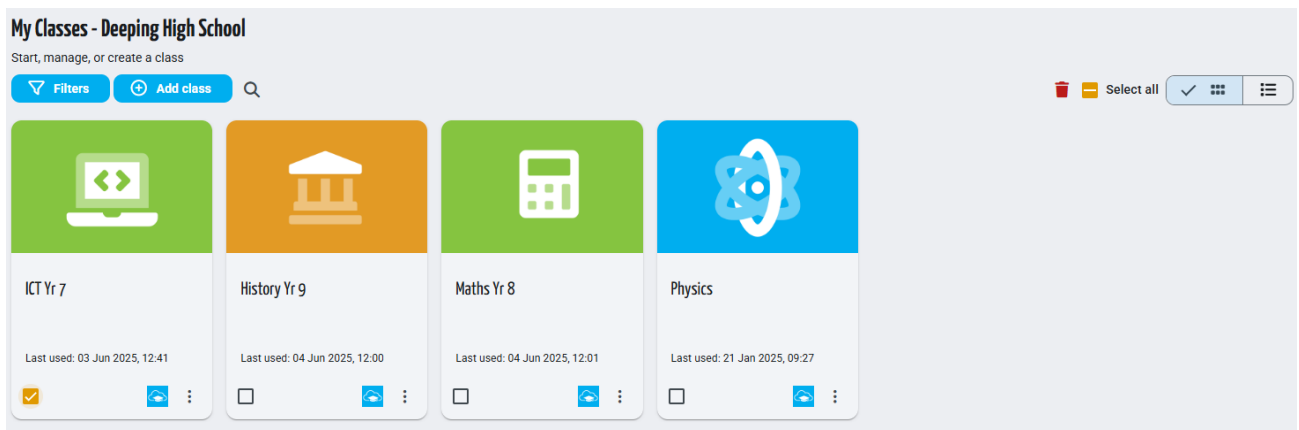 My Classes - Deeping High School
Start, manage, or create a class
Filters
Add class
Select all
ICT Yr 7
History Yr 9
Maths Yr 8
Physics
Last used: 03 Jun 2025, 12:41
Last used: 04 Jun 2025, 12:00
Last used: 04 Jun 2025, 12:01
Last used: 21 Jan 2025, 09:27